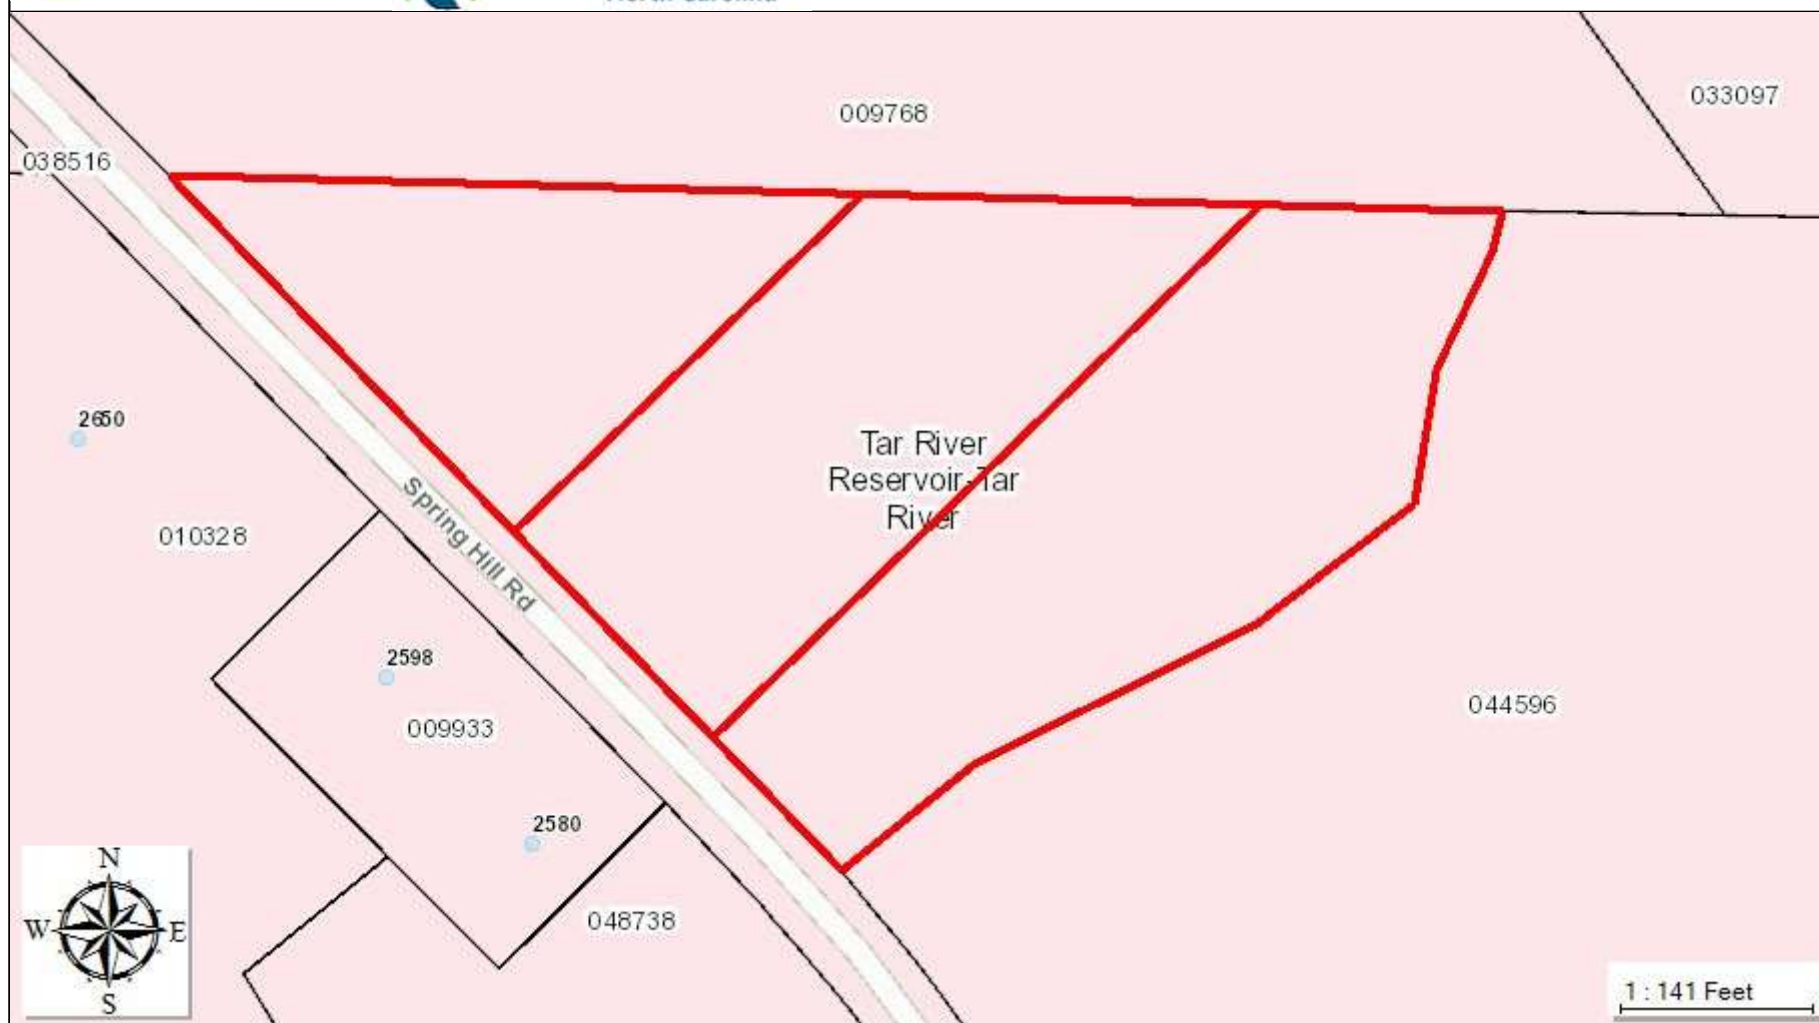 009768
033097
038516
2650
Tar River
Reservoir-Tar
River
Spring Hill Rd
010328
2598
009933
044596
2580
048738
N
W E
S
1 : 141 Feet